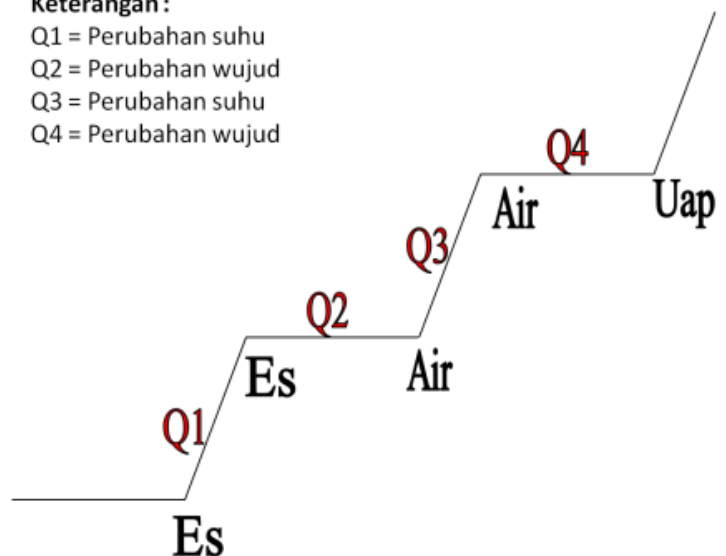 Keterangan :
Q1 = Perubahan suhu
Q2 = Perubahan wujud
Q3 = Perubahan suhu
Q4 = Perubahan wujud
Q4
Air
Uap
Q3
Q2
Es
Air
Q1
Es